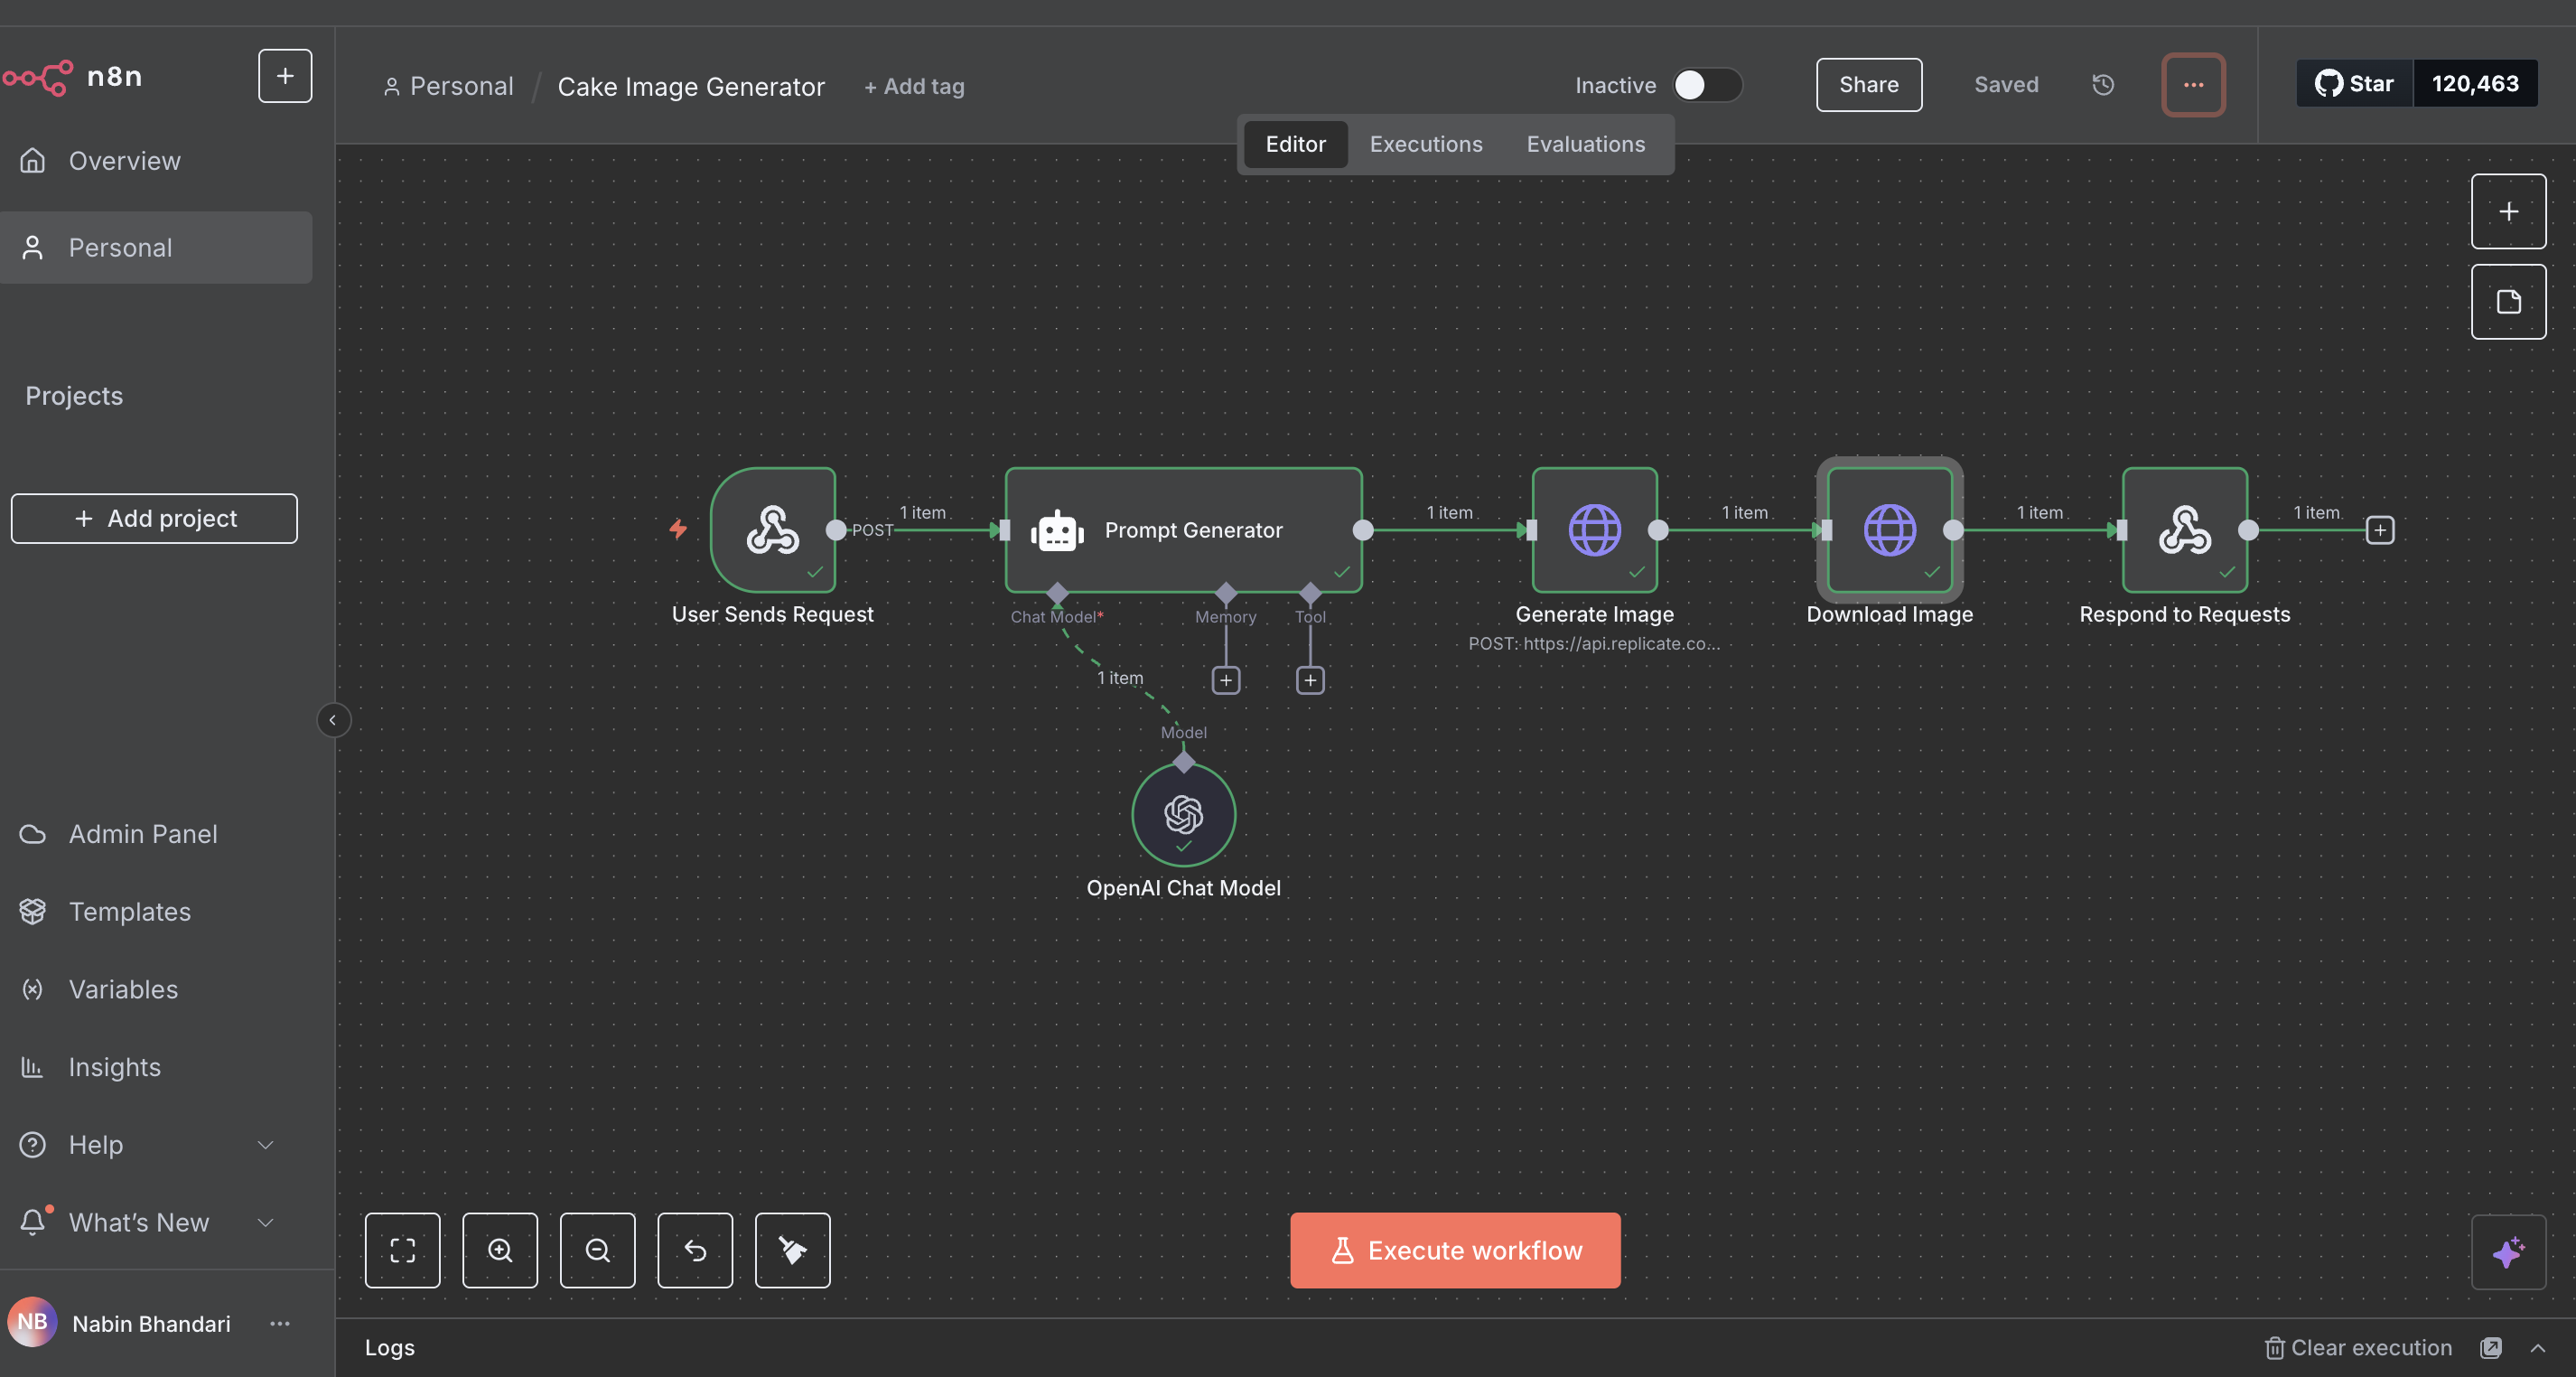 n8n
Personal / Cake Image Generator + Add tag
Inactive
Share
Saved
Star 120,463
Editor Executions Evaluations
Overview
Personal
Projects
+ Add project
Admin Panel
Templates
Variables
Insights
Help
What's New
NB Nabin Bhandari
POST
1 item
Prompt Generator
1 item
1 item
1 item
1 item
User Sends Request
Chat Model*
Memory
Tool
Generate Image
POST: https://api.replicate.co...
Download Image
Respond to Requests
1 item
Model
OpenAI Chat Model
Execute workflow
Logs
Clear execution